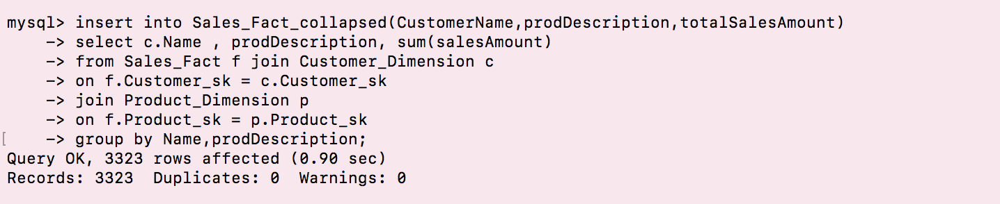 mysql> insert into Sales_Fact_collapsed(CustomerName,prodDescription,totalSalesAmount)
    -> select c.Name , prodDescription, sum(salesAmount)
    -> from Sales_Fact f join Customer_Dimension c
    -> on f.Customer_sk = c.Customer_sk
    -> join Product_Dimension p
    -> on f.Product_sk = p.Product_sk
[    -> group by Name,prodDescription;
Query OK, 3323 rows affected (0.90 sec)
Records: 3323  Duplicates: 0  Warnings: 0